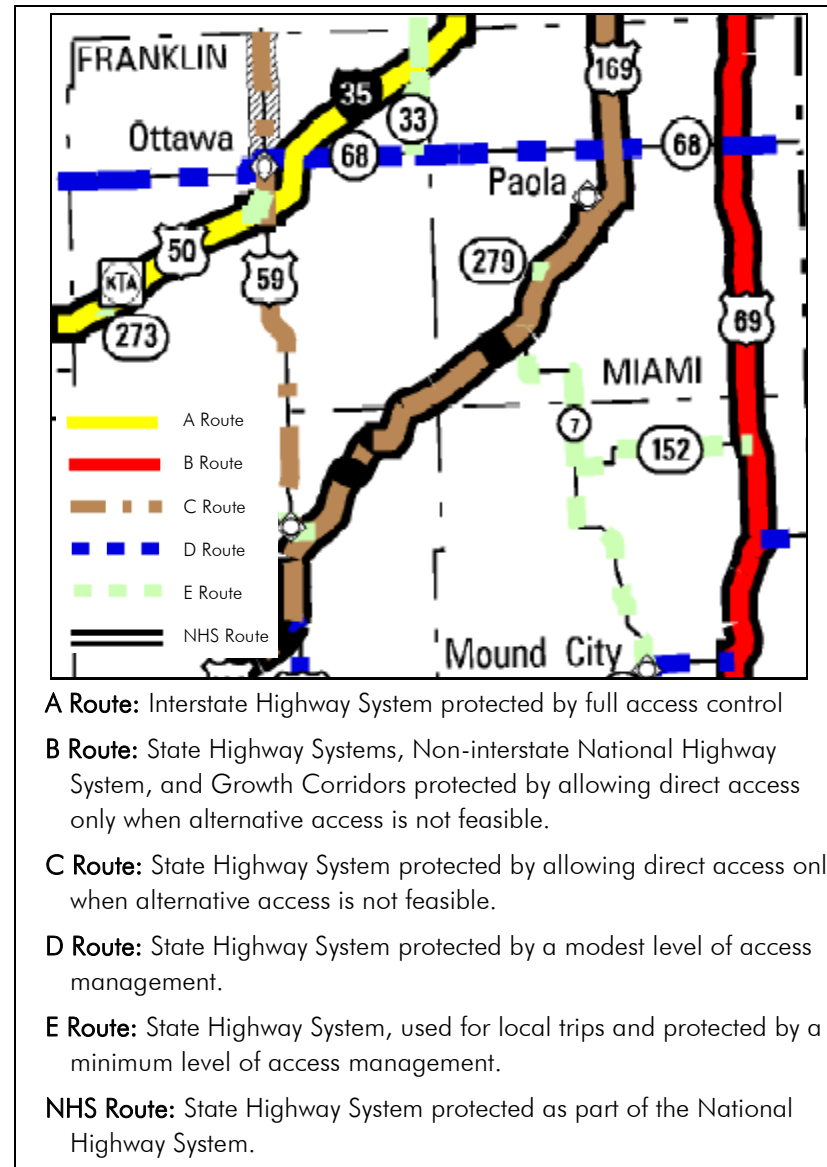 FRANKLIN
169
35
33
Ottawa
68
68
Paola
50
279
KTA
59
273
69
MIAMI
7
152
A Route
B Route
C Route
D Route
E Route
NHS Route
Mound City
A Route: Interstate Highway System protected by full access control
B Route: State Highway Systems, Non-interstate National Highway
System, and Growth Corridors protected by allowing direct access
only when alternative access is not feasible.
C Route: State Highway System protected by allowing direct access onl
when alternative access is not feasible.
D Route: State Highway System protected by a modest level of access
management.
E Route: State Highway System, used for local trips and protected by a
minimum level of access management.
NHS Route: State Highway System protected as part of the National
Highway System.